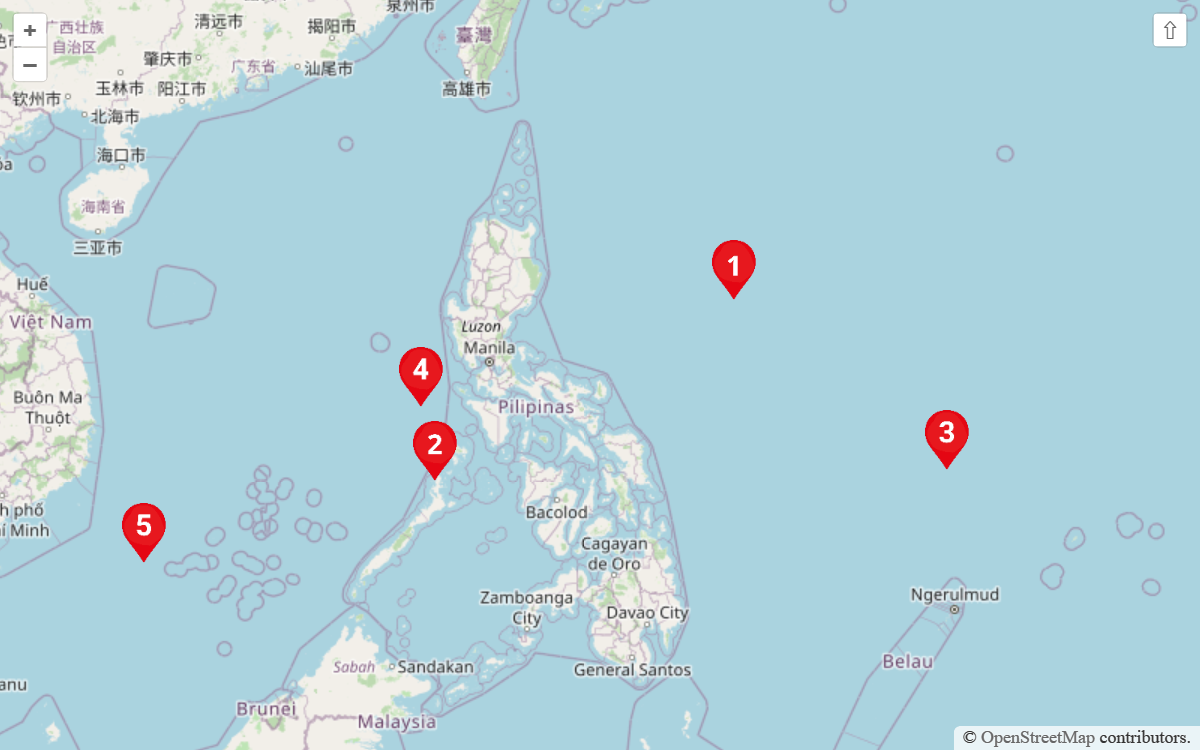 泉州市
+
−
⇧
广西壮族
自治区
清远市
揭阳市
臺灣
肇庆市
广东省
汕尾市
高雄市
钦州市
玉林市
阳江市
北海市
海口市
海南省
三亚市
1
Huế
Việt Nam
Luzon
Manila
4
Buôn Ma
Thuột
Pilipinas
2
3
5
Bacolod
Cagayan
de Oro
Zamboanga
City
Ngerulmud
Davao City
General Santos
Sabah
Sandakan
Belau
Brunei
Malaysia
© OpenStreetMap contributors.